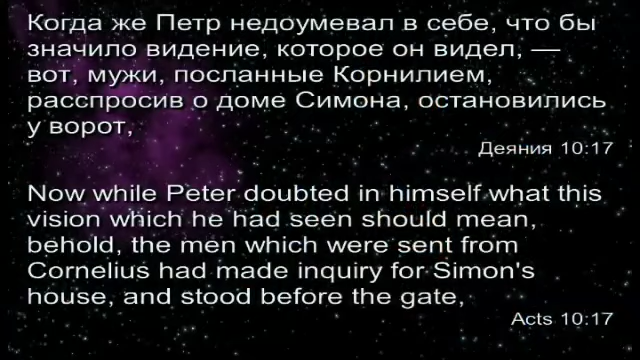 Когда же Петр недоумевал в себе, что бы
значило видение, которое он видел, —
вот, мужи, посланные Корнилием,
расспросив о доме Симона, остановились
у ворот,
Деяния 10:17
Now while Peter doubted in himself what this
vision which he had seen should mean,
behold, the men which were sent from
Cornelius had made inquiry for Simon's
house, and stood before the gate,
Acts 10:17